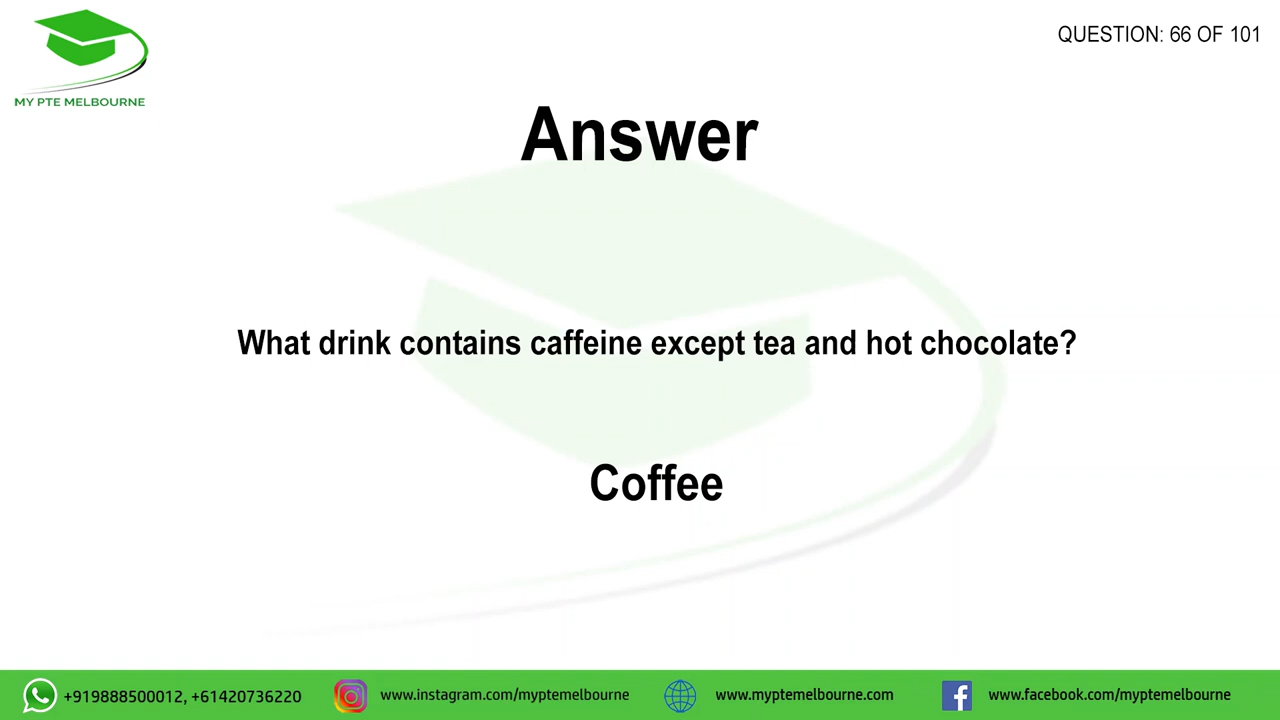 QUESTION: 66 OF 101
MY PTE MELBOURNE
Answer
What drink contains caffeine except tea and hot chocolate?
Coffee
+919888500012, +61420736220 www.instagram.com/myptemelbourne www.myptemelbourne.com www.facebook.com/myptemelbourne